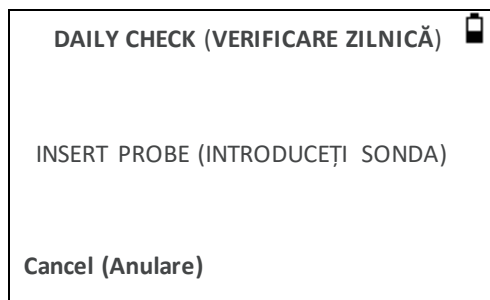 DAILY CHECK (VERIFICARE ZILNICĂ)
INSERT PROBE (INTRODUCEȚI SONDA)
Cancel (Anulare)